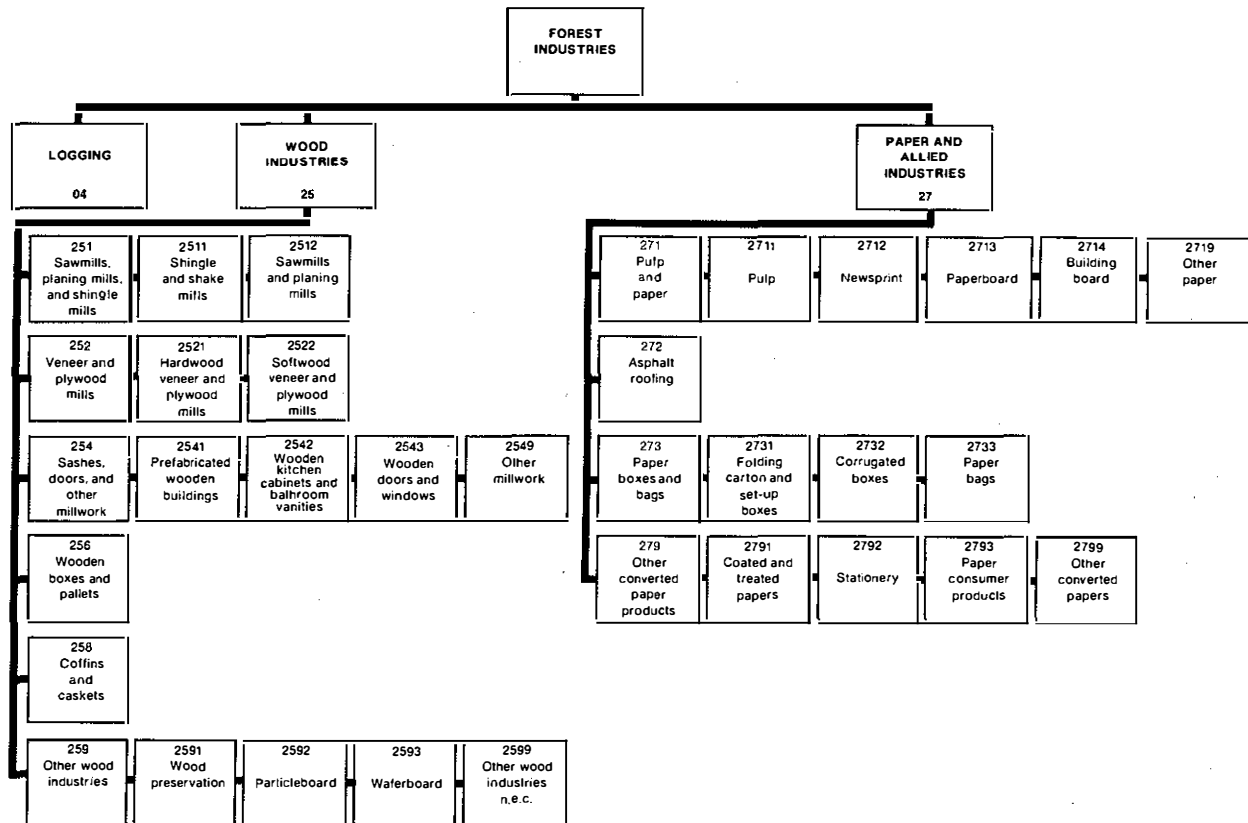 FOREST
INDUSTRIES
LOGGING
04
WOOD
INDUSTRIES
25
PAPER AND
ALLIED
INDUSTRIES
27
251
Sawmills,
planing mills,
and shingle
mills
2511
Shingle
and shake
mills
2512
Sawmills
and planing
mills
252
Veneer and
plywood
mills
2521
Hardwood
veneer and
plywood
mills
2522
Softwood
veneer and
plywood
mills
254
Sashes,
doors, and
other
millwork
2541
Prefabricated
wooden
buildings
2542
Wooden
kitchen
cabinets and
bathroom
vanities
2543
Wooden
doors and
windows
2549
Other
millwork
256
Wooden
boxes and
pallets
258
Coffins
and
caskets
259
Other wood
industries
2591
Wood
preservation
2592
Particleboard
2593
Waferboard
2599
Other wood
industries
n.e.c.
271
Pulp
and
paper
2711
Pulp
2712
Newsprint
2713
Paperboard
2714
Building
board
2719
Other
paper
272
Asphalt
roofing
273
Paper
boxes and
bags
2731
Folding
carton and
set-up
boxes
2732
Corrugated
boxes
2733
Paper
bags
279
Other
converted
paper
products
2791
Coated and
treated
papers
2792
Stationery
2793
Paper
consumer
products
2799
Other
converted
papers